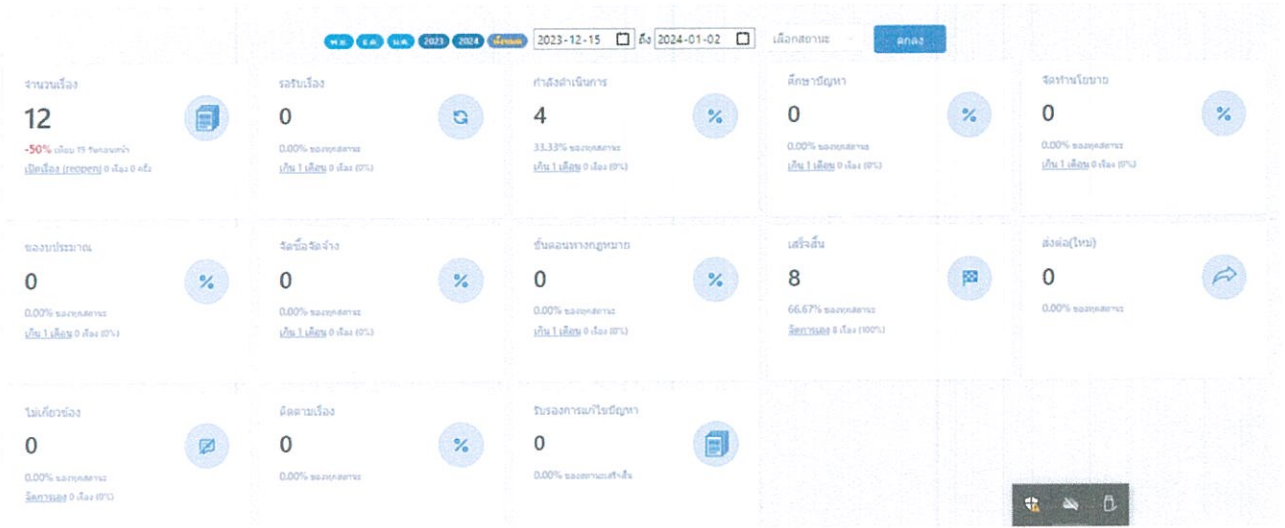 พ.ย. ธ.ค. ม.ค. 2023 2024 ทั้งหมด 2023-12-15 ถึง 2024-01-02 เลือกสถานะ ตกลง
จำนวนเรื่อง
12
-50% เทียบ 19 วันก่อนหน้า
เปิดเรื่อง (reopen) 0 เรื่อง 0 ครั้ง
รอรับเรื่อง
0
0.00% ของทุกสถานะ
เกิน 1 เดือน 0 เรื่อง (0%)
กำลังดำเนินการ
4
33.33% ของทุกสถานะ
เกิน 1 เดือน 0 เรื่อง (0%)
ศึกษาปัญหา
0
0.00% ของทุกสถานะ
เกิน 1 เดือน 0 เรื่อง (0%)
จัดทำนโยบาย
0
0.00% ของทุกสถานะ
เกิน 1 เดือน 0 เรื่อง (0%)
ของบประมาณ
0
0.00% ของทุกสถานะ
เกิน 1 เดือน 0 เรื่อง (0%)
จัดซื้อจัดจ้าง
0
0.00% ของทุกสถานะ
เกิน 1 เดือน 0 เรื่อง (0%)
ขั้นตอนทางกฎหมาย
0
0.00% ของทุกสถานะ
เกิน 1 เดือน 0 เรื่อง (0%)
เสร็จสิ้น
8
66.67% ของทุกสถานะ
จัดการเอง 8 เรื่อง (100%)
ส่งต่อ(ใหม่)
0
0.00% ของทุกสถานะ
ไม่เกี่ยวข้อง
0
0.00% ของทุกสถานะ
จัดการเอง 0 เรื่อง (0%)
ติดตามเรื่อง
0
0.00% ของทุกสถานะ
รับรองการแก้ไขปัญหา
0
0.00% ของสถานะเสร็จสิ้น